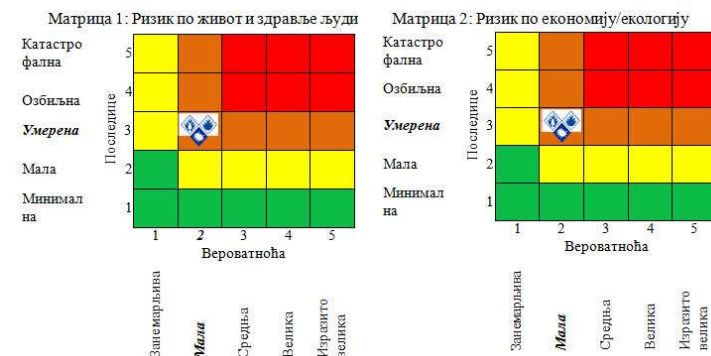 Матрица 1: Ризик по живот и здравље људи
Катастро
фална
Озбиљна
Умерена
Мала
Минимал
на
Последице
5
4
3
2
1
1 2 3 4 5
Вероватноћа
Занемарљива
Мала
Средња
Велика
Изразито
велика
Матрица 2: Ризик по економију/екологију
Катастро
фална
Озбиљна
Умерена
Мала
Минимал
на
Последице
5
4
3
2
1
1 2 3 4 5
Вероватноћа
Занемарљива
Мала
Средња
Велика
Изразито
велика